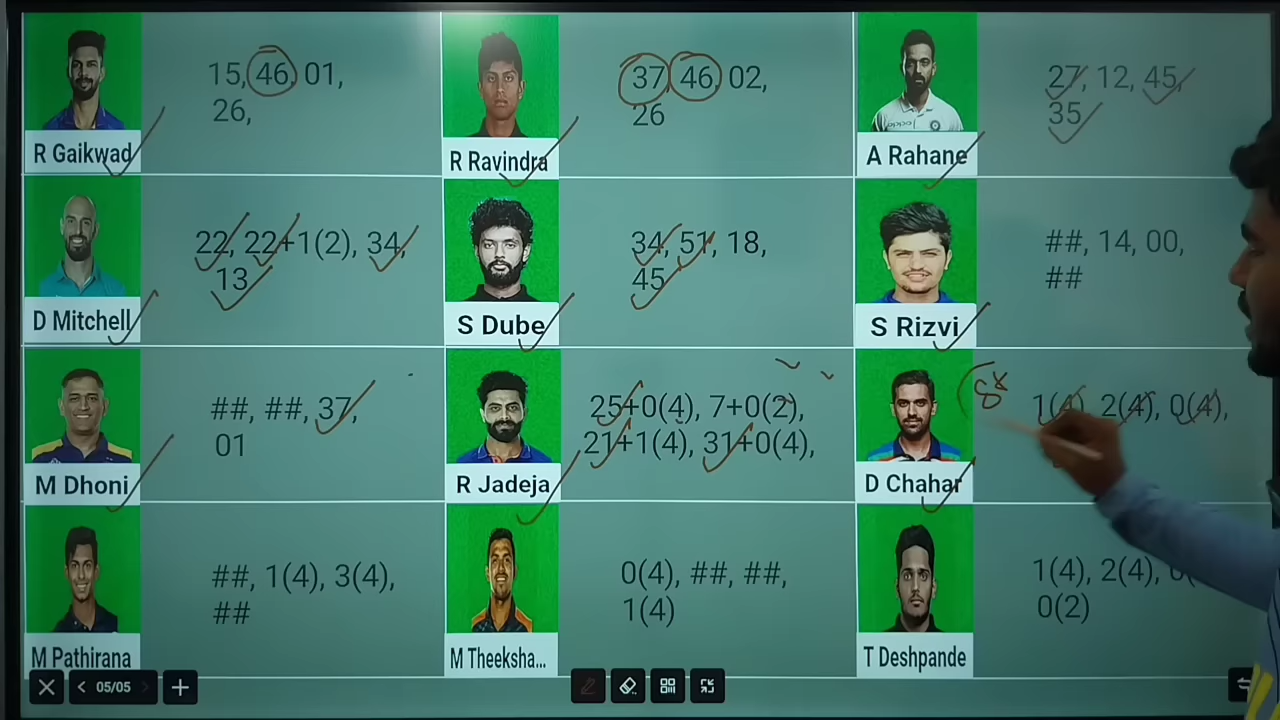 15, 46, 01,
26,
R Gaikwad
37, 46, 02,
26
R Ravindra
27, 12, 45,
35
A Rahane
22, 22+1(2), 34,
13
D Mitchell
34, 51, 18,
45
S Dube
##, 14, 00,
##
S Rizvi
##, ##, 37,
01
M Dhoni
25+0(4), 7+0(2),
21+1(4), 31+0(4),
R Jadeja
8x
1(4), 2(4), 0(4),
D Chahar
##, 1(4), 3(4),
##
M Pathirana
0(4), ##, ##,
1(4)
M Theeksha...
1(4), 2(4),
0(2)
T Deshpande
oppo
05/05